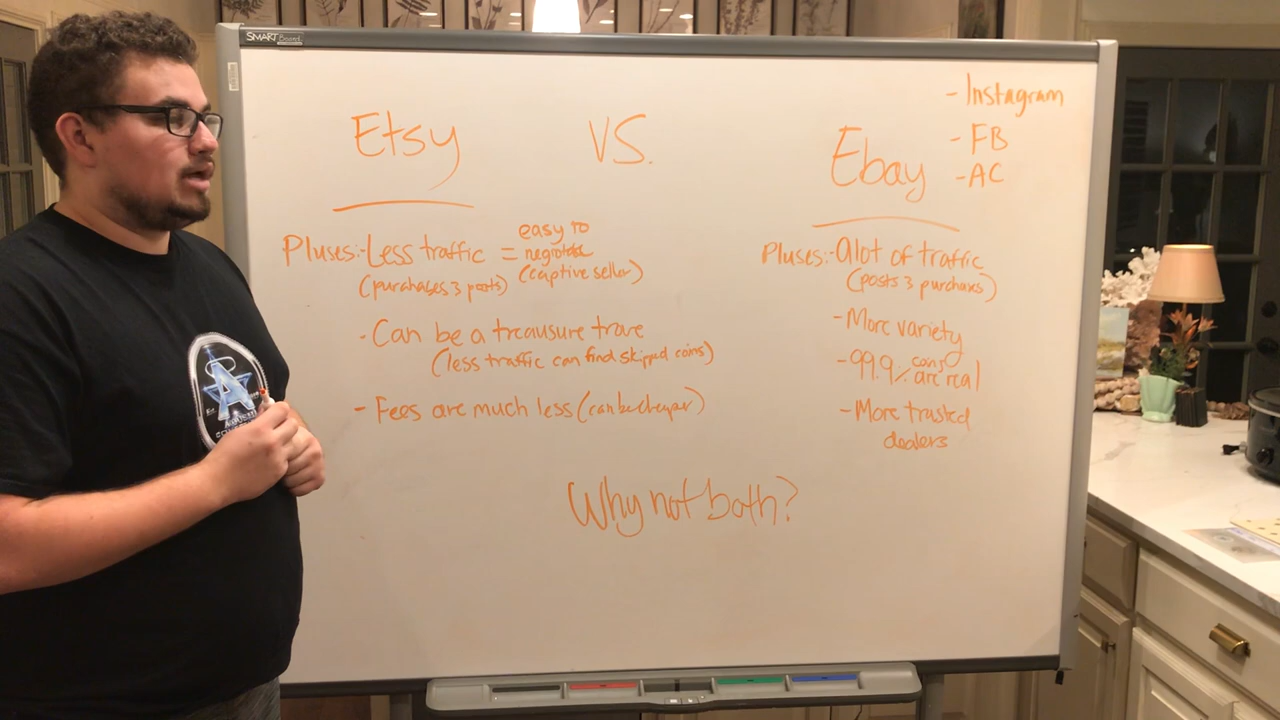 SMART Board
- Instagram
- FB
- AC
Etsy VS. Ebay
Pluses:- Less traffic = easy to
(purchases 3 posts) (captive seller)
- Can be a treausure trove
(less traffic can find skipped coins)
- Fees are much less (can be cheaper)
Pluses:- alot of traffic
(posts 3 purchases)
- More variety
- 99.9% coins are real
- More trusted
dealers
Why not both?
A